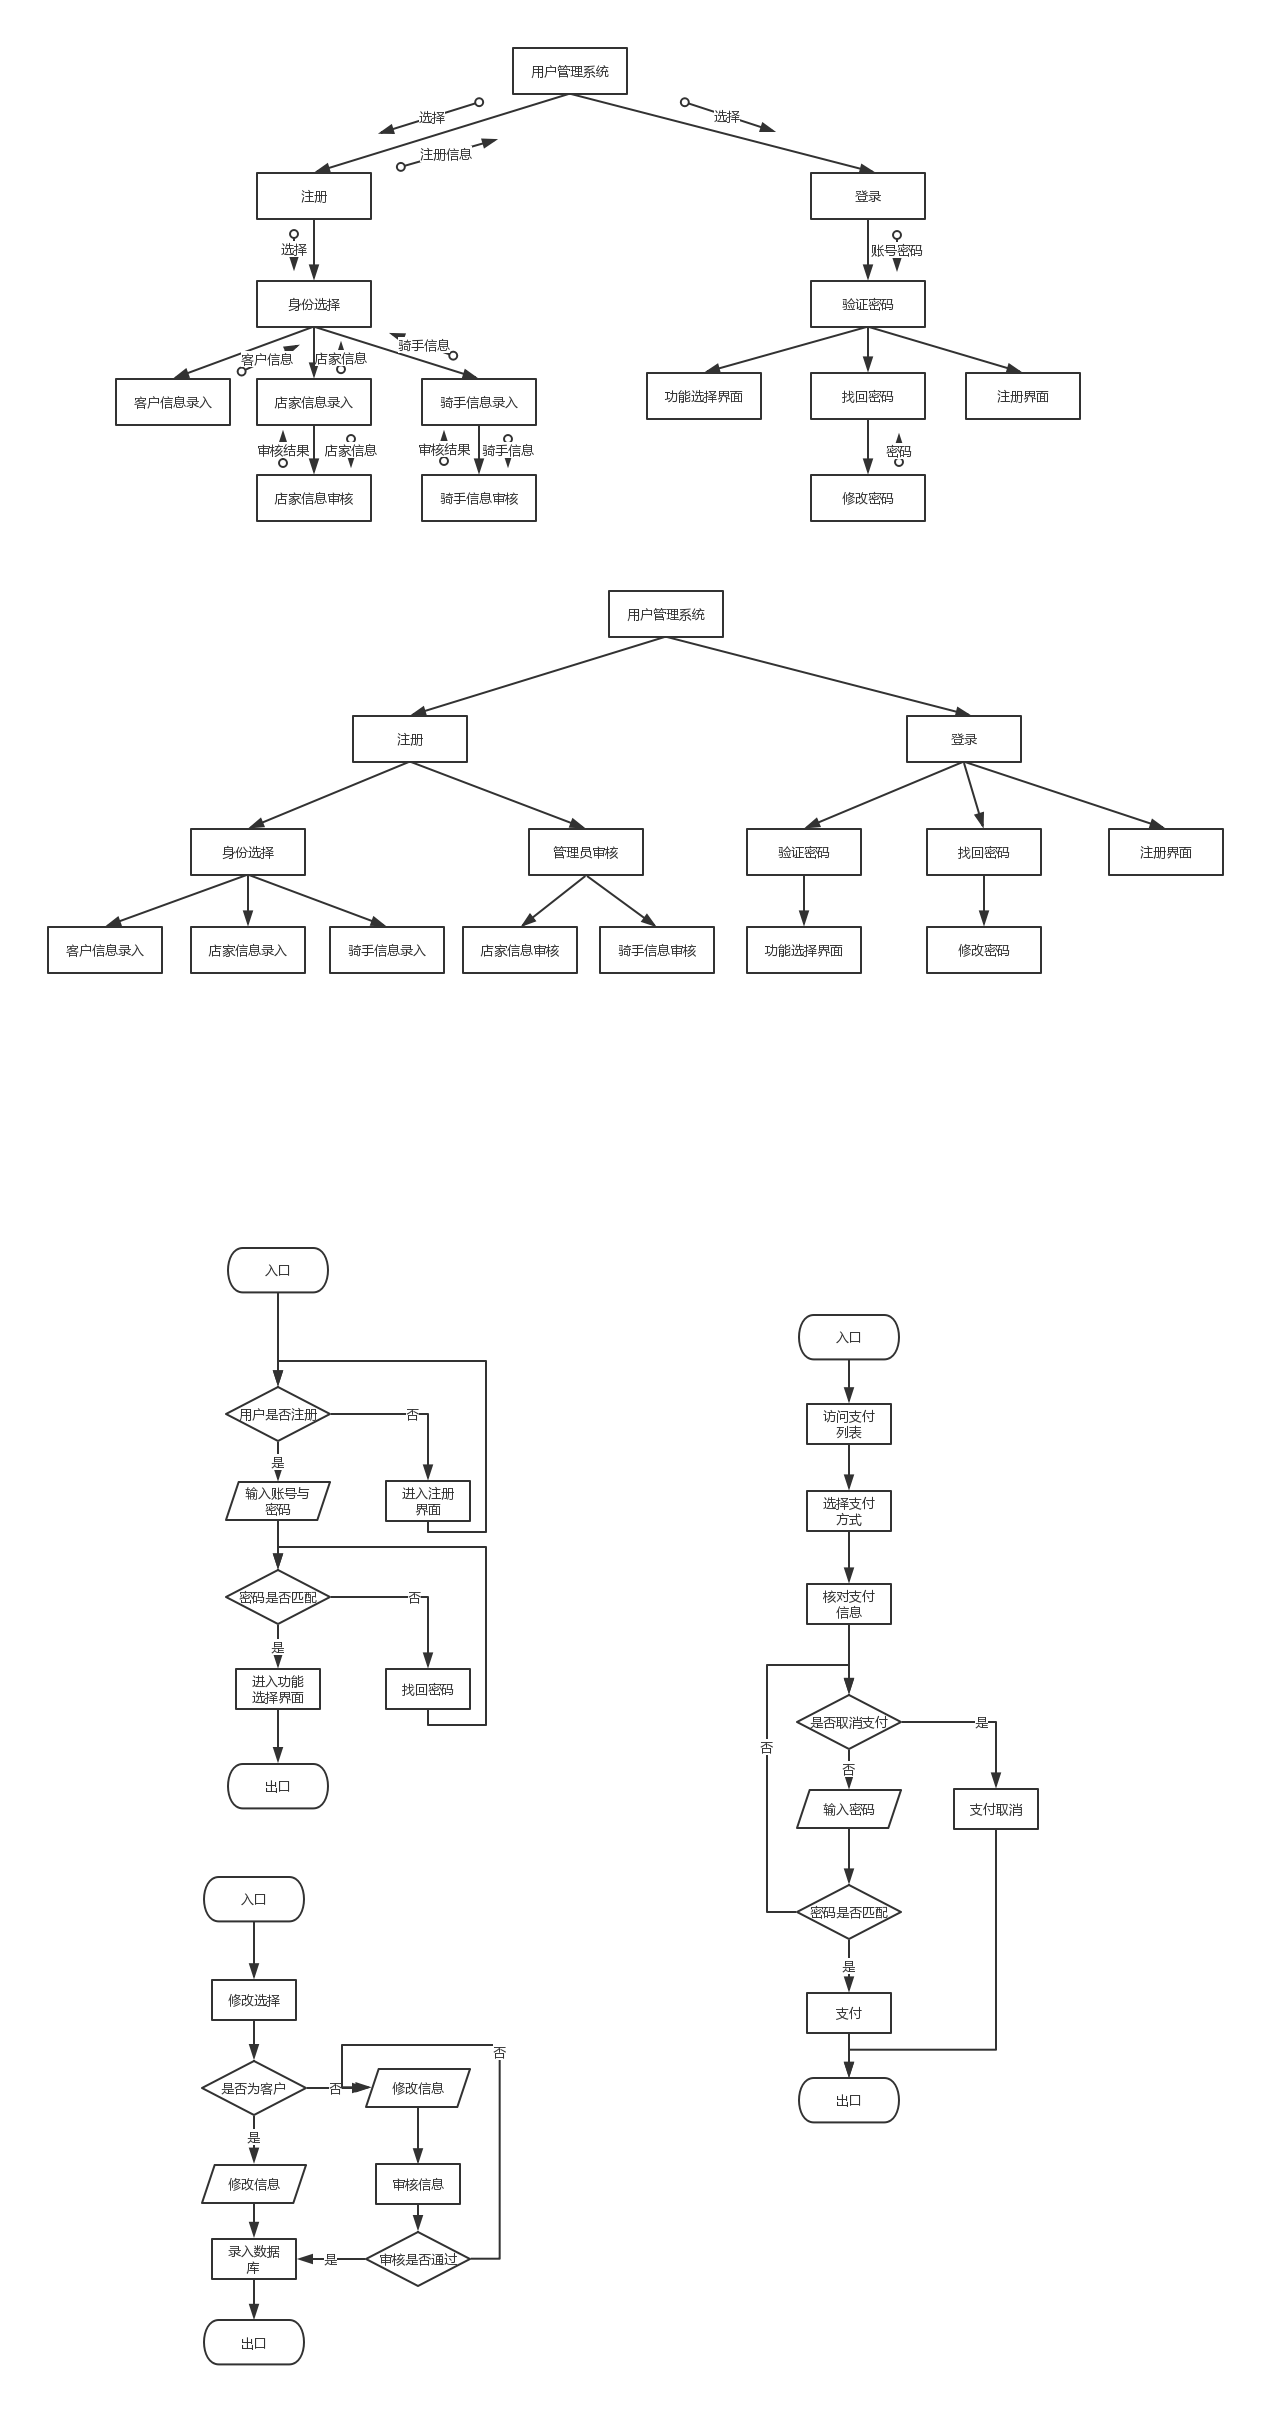 用户管理系统
选择
选择
注册信息
注册
登录
选择
账号密码
身份选择
验证密码
客户信息
店家信息
骑手信息
客户信息录入
店家信息录入
骑手信息录入
功能选择界面
找回密码
注册界面
审核结果
店家信息
审核结果
骑手信息
密码
店家信息审核
骑手信息审核
修改密码
用户管理系统
注册
登录
身份选择
管理员审核
验证密码
找回密码
注册界面
客户信息录入
店家信息录入
骑手信息录入
店家信息审核
骑手信息审核
功能选择界面
修改密码
入口
用户是否注册
否
是
输入账号与
密码
进入注册
界面
密码是否匹配
否
是
进入功能
选择界面
找回密码
出口
入口
访问支付
列表
选择支付
方式
核对支付
信息
是否取消支付
是
否
否
输入密码
支付取消
密码是否匹配
是
支付
出口
入口
修改选择
否
是否为客户
否
修改信息
是
修改信息
审核信息
录入数据
库
是
审核是否通过
出口